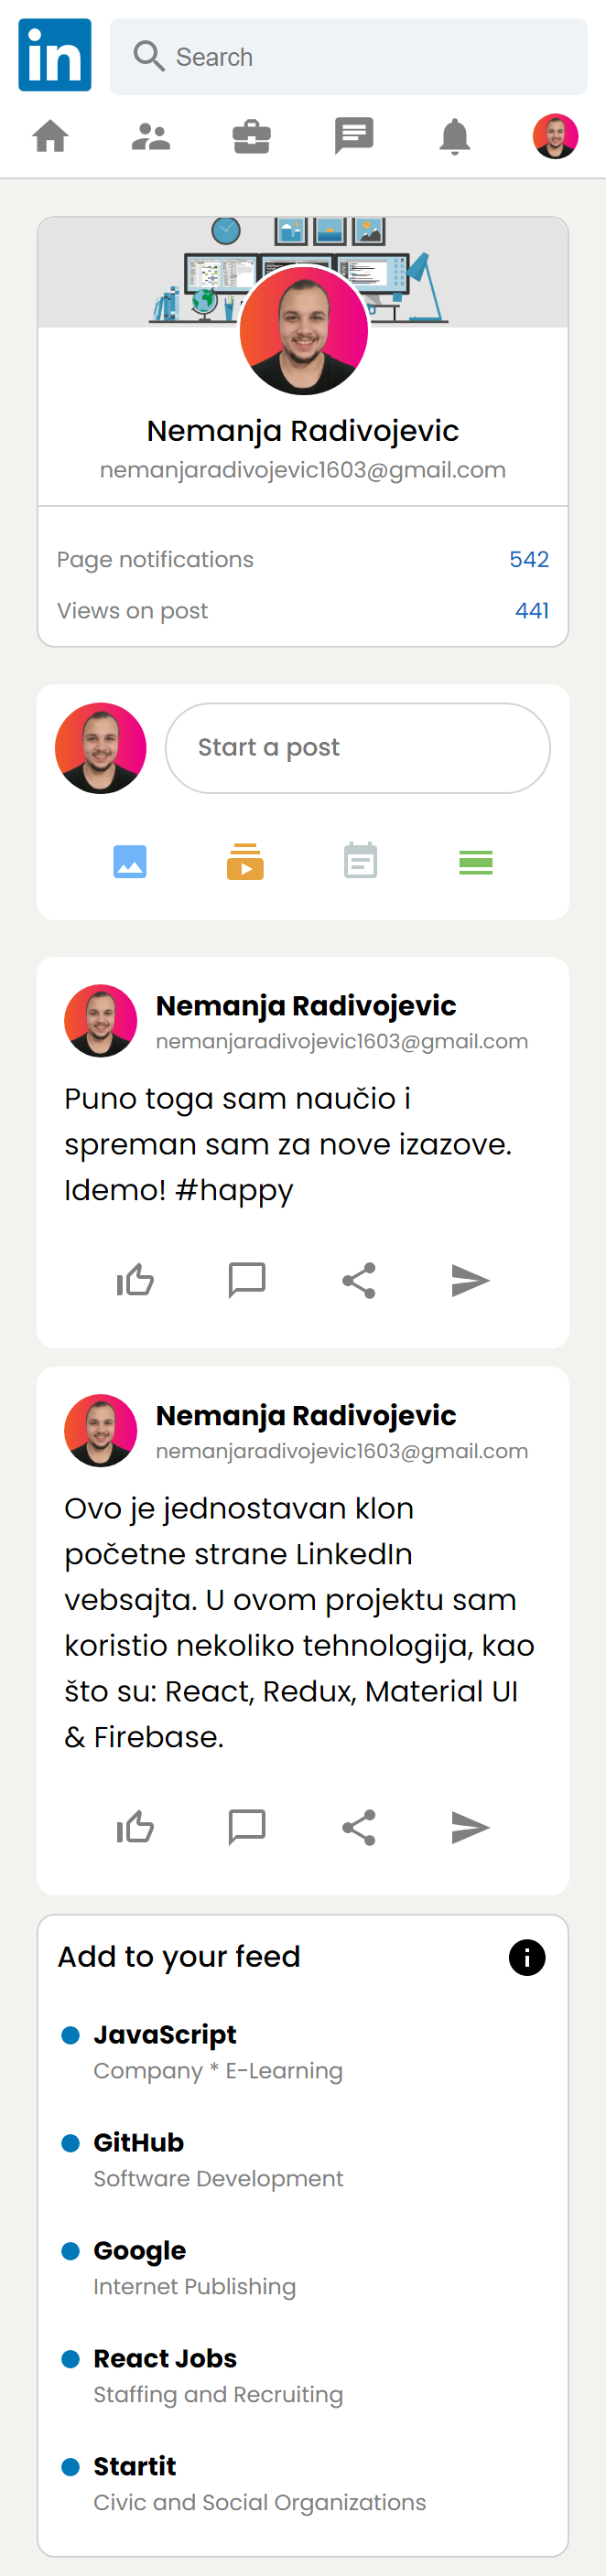 in
Search
Nemanja Radivojevic
nemanjaradivojevic1603@gmail.com
Page notifications 542
Views on post 441
Start a post
Nemanja Radivojevic
nemanjaradivojevic1603@gmail.com
Puno toga sam naučio i
spreman sam za nove izazove.
Idemo! #happy
Nemanja Radivojevic
nemanjaradivojevic1603@gmail.com
Ovo je jednostavan klon
početne strane LinkedIn
vebsajta. U ovom projektu sam
koristio nekoliko tehnologija, kao
što su: React, Redux, Material UI
& Firebase.
Add to your feed
JavaScript
Company * E-Learning
GitHub
Software Development
Google
Internet Publishing
React Jobs
Staffing and Recruiting
Startit
Civic and Social Organizations